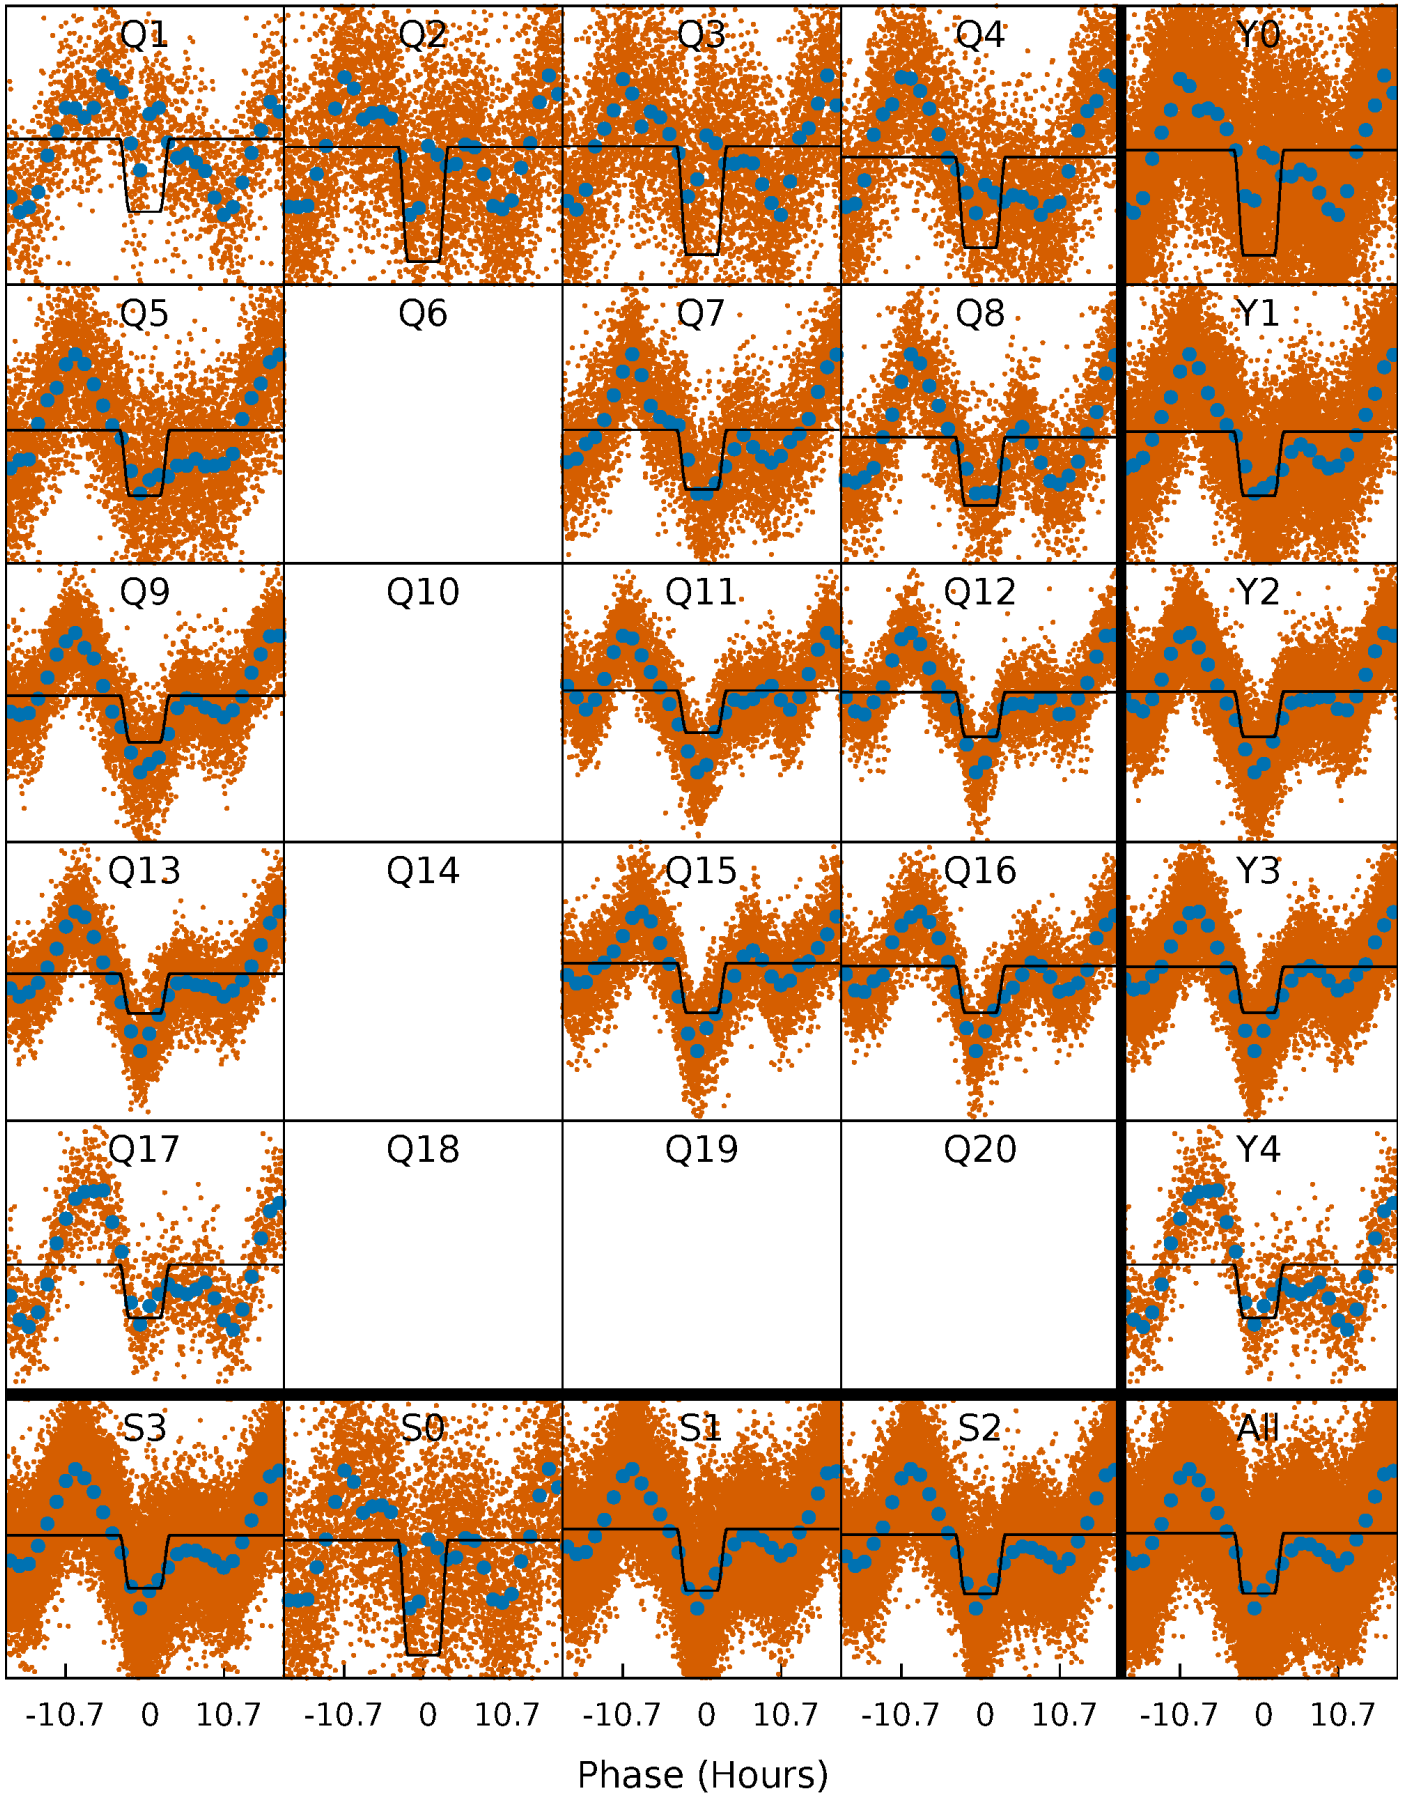 Q1 Q2 Q3 Q4 Y0
Q5 Q6 Q7 Q8 Y1
Q9 Q10 Q11 Q12 Y2
Q13 Q14 Q15 Q16 Y3
Q17 Q18 Q19 Q20 Y4
S3 S0 S1 S2 All
-10.7 0 10.7 -10.7 0 10.7 -10.7 0 10.7 -10.7 0 10.7 -10.7 0 10.7
Phase (Hours)